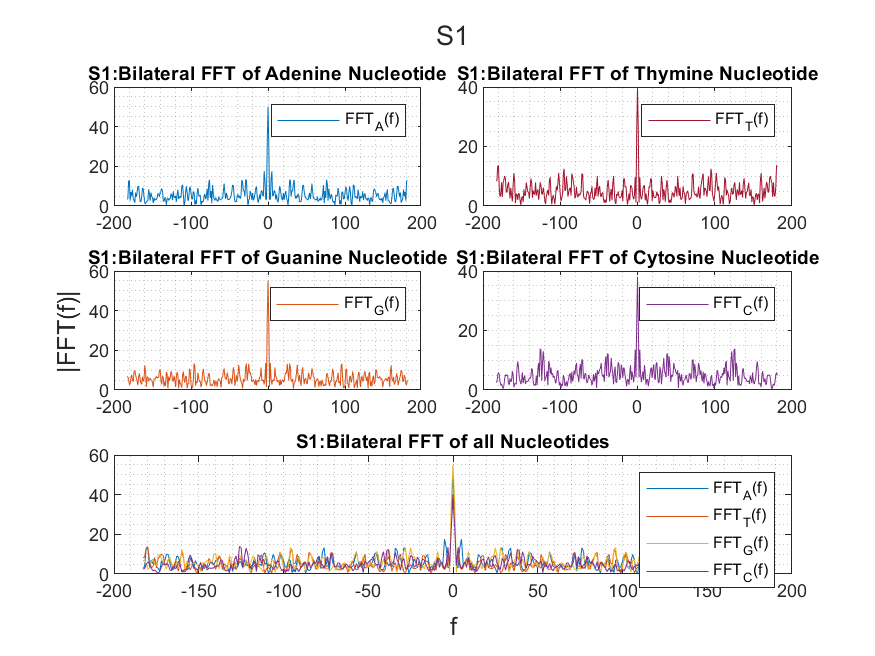 S1
S1:Bilateral FFT of Adenine Nucleotide
60
40
20
0
-200
-100
0
100
200
FFT_A(f)
S1:Bilateral FFT of Thymine Nucleotide
40
20
0
-200
-100
0
100
200
FFT_T(f)
S1:Bilateral FFT of Guanine Nucleotide
60
40
20
0
-200
-100
0
100
200
FFT_G(f)
S1:Bilateral FFT of Cytosine Nucleotide
40
20
0
-200
-100
0
100
200
FFT_C(f)
|FFT(f)|
S1:Bilateral FFT of all Nucleotides
60
40
20
0
-200
-150
-100
-50
0
50
100
150
200
FFT_A(f)
FFT_T(f)
FFT_G(f)
FFT_C(f)
f